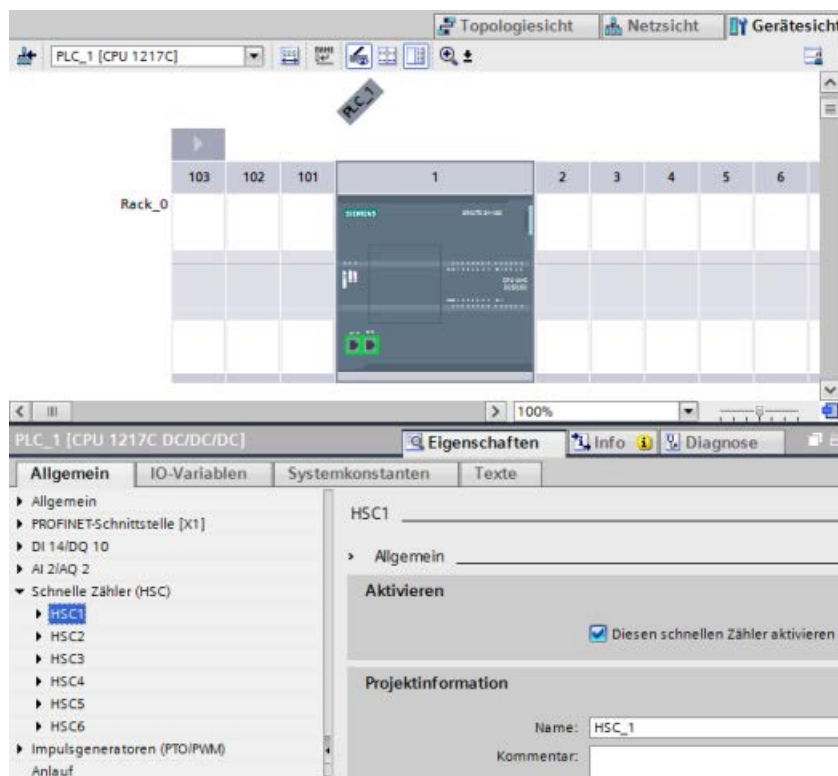 Topologiesicht Netzsicht Gerätesicht
PLC_1 [CPU 1217C]
PLC_1
103 102 101 1 2 3 4 5 6
Rack_0
SIEMENS
100%
PLC_1 [CPU 1217C DC/DC/DC] Eigenschaften Info Diagnose
Allgemein IO-Variablen Systemkonstanten Texte
Allgemein
PROFINET-Schnittstelle [X1]
DI 14/DQ 10
AI 2/AQ 2
Schnelle Zähler (HSC)
HSC1
HSC2
HSC3
HSC4
HSC5
HSC6
Impulsgeneratoren (PTO/PWM)
Anlauf
HSC1
Allgemein
Aktivieren
Diesen schnellen Zähler aktivieren
Projektinformation
Name: HSC_1
Kommentar: